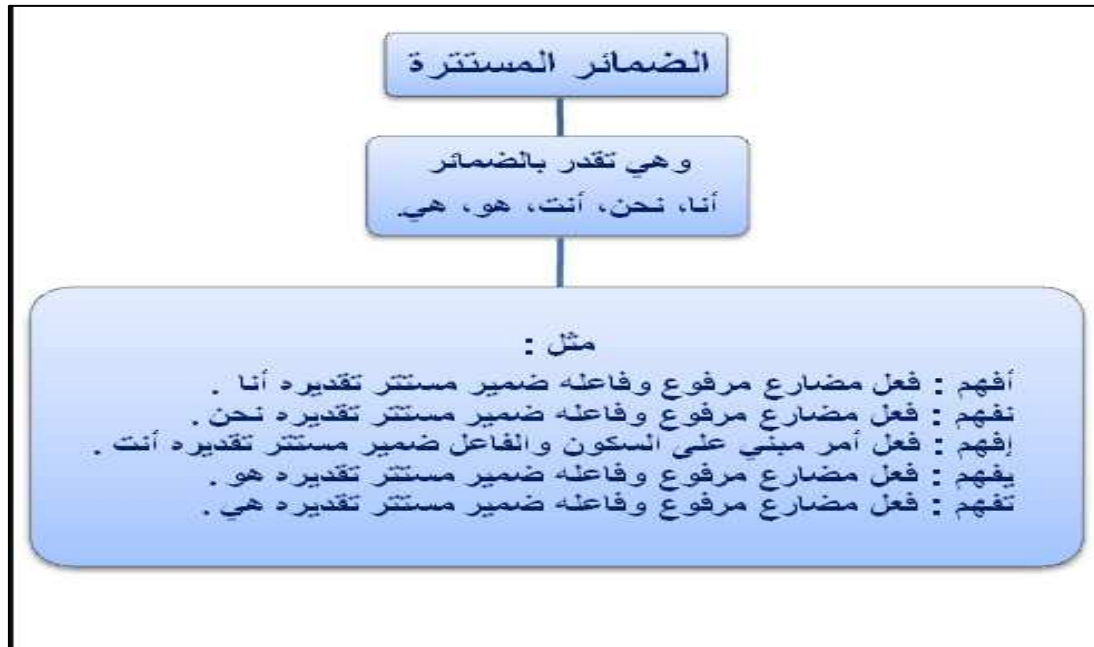 الضمائر المستترة
وهي تقدر بالضمائر
أنا، نحن، أنت، هو، هي.
مثل :
أفهم : فعل مضارع مرفوع وفاعله ضمير مستتر تقديره أنا .
نفهم : فعل مضارع مرفوع وفاعله ضمير مستتر تقديره نحن .
إفهم : فعل أمر مبني على السكون والفاعل ضمير مستتر تقديره أنت .
يفهم : فعل مضارع مرفوع وفاعله ضمير مستتر تقديره هو .
تفهم : فعل مضارع مرفوع وفاعله ضمير مستتر تقديره هي .